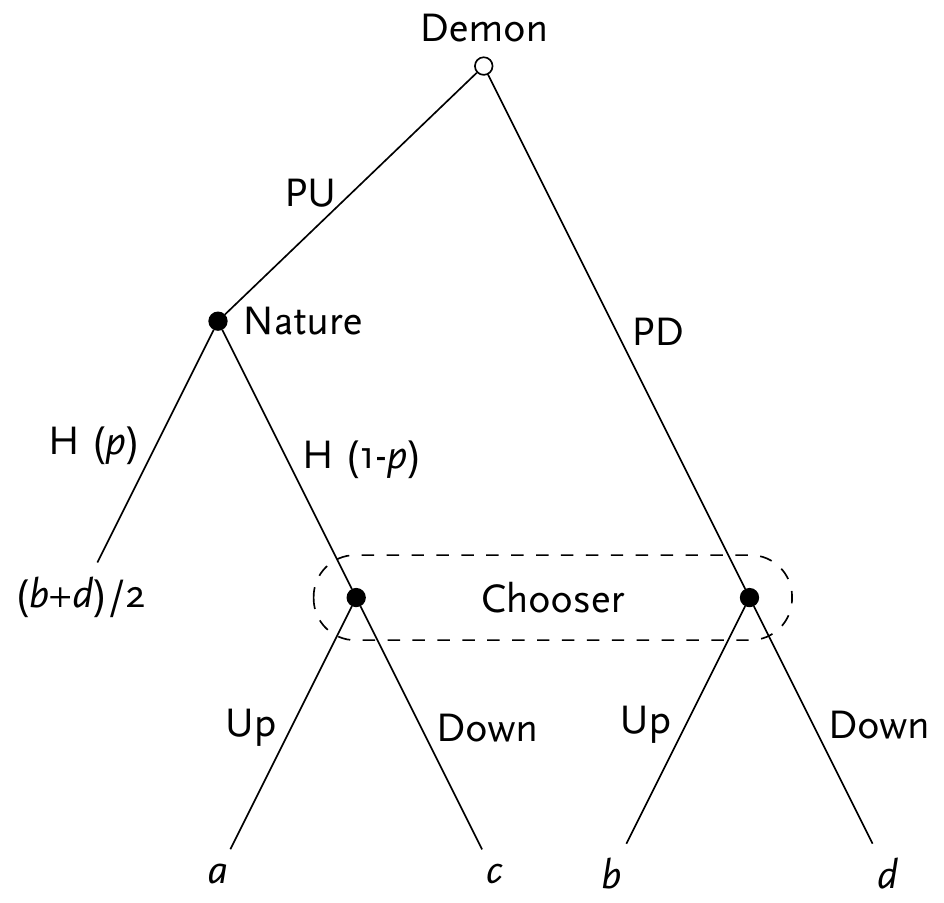 Demon
PU
Nature
PD
H (p)
H (1-p)
(b+d)/2
Chooser
Up
Down
Up
Down
a
c
b
d